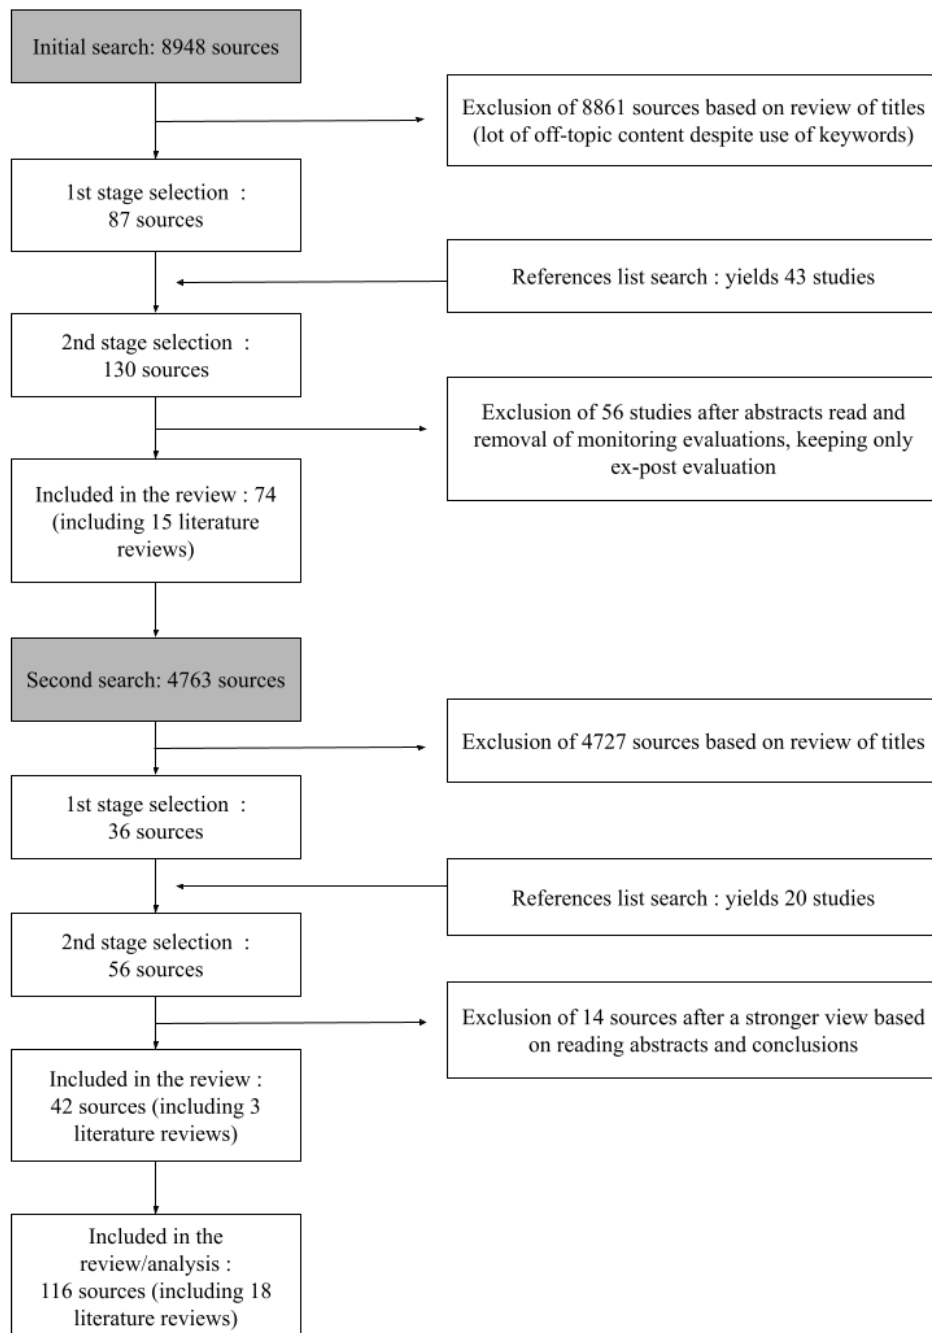 Initial search: 8948 sources
Exclusion of 8861 sources based on review of titles
(lot of off-topic content despite use of keywords)
1st stage selection :
87 sources
References list search : yields 43 studies
2nd stage selection :
130 sources
Exclusion of 56 studies after abstracts read and
removal of monitoring evaluations, keeping only
ex-post evaluation
Included in the review : 74
(including 15 literature
reviews)
Second search: 4763 sources
Exclusion of 4727 sources based on review of titles
1st stage selection :
36 sources
References list search : yields 20 studies
2nd stage selection :
56 sources
Exclusion of 14 sources after a stronger view based
on reading abstracts and conclusions
Included in the review :
42 sources (including 3
literature reviews)
Included in the
review/analysis :
116 sources (including 18
literature reviews)